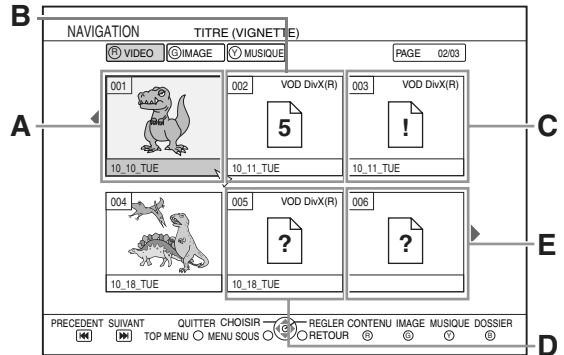 B
NAVIGATION TITRE (VIGNETTE)
R VIDEO G IMAGE Y MUSIQUE PAGE 02/03
A
001
10_10_TUE
002 VOD DivX(R)
5
10_11_TUE
003 VOD DivX(R)
!
10_11_TUE
C
004
10_18_TUE
005 VOD DivX(R)
?
10_18_TUE
006
?
E
PRECEDENT SUIVANT QUITTER CHOISIR REGLER CONTENU IMAGE MUSIQUE DOSSIER
TOP MENU MENU SOUS RETOUR R G Y B
D